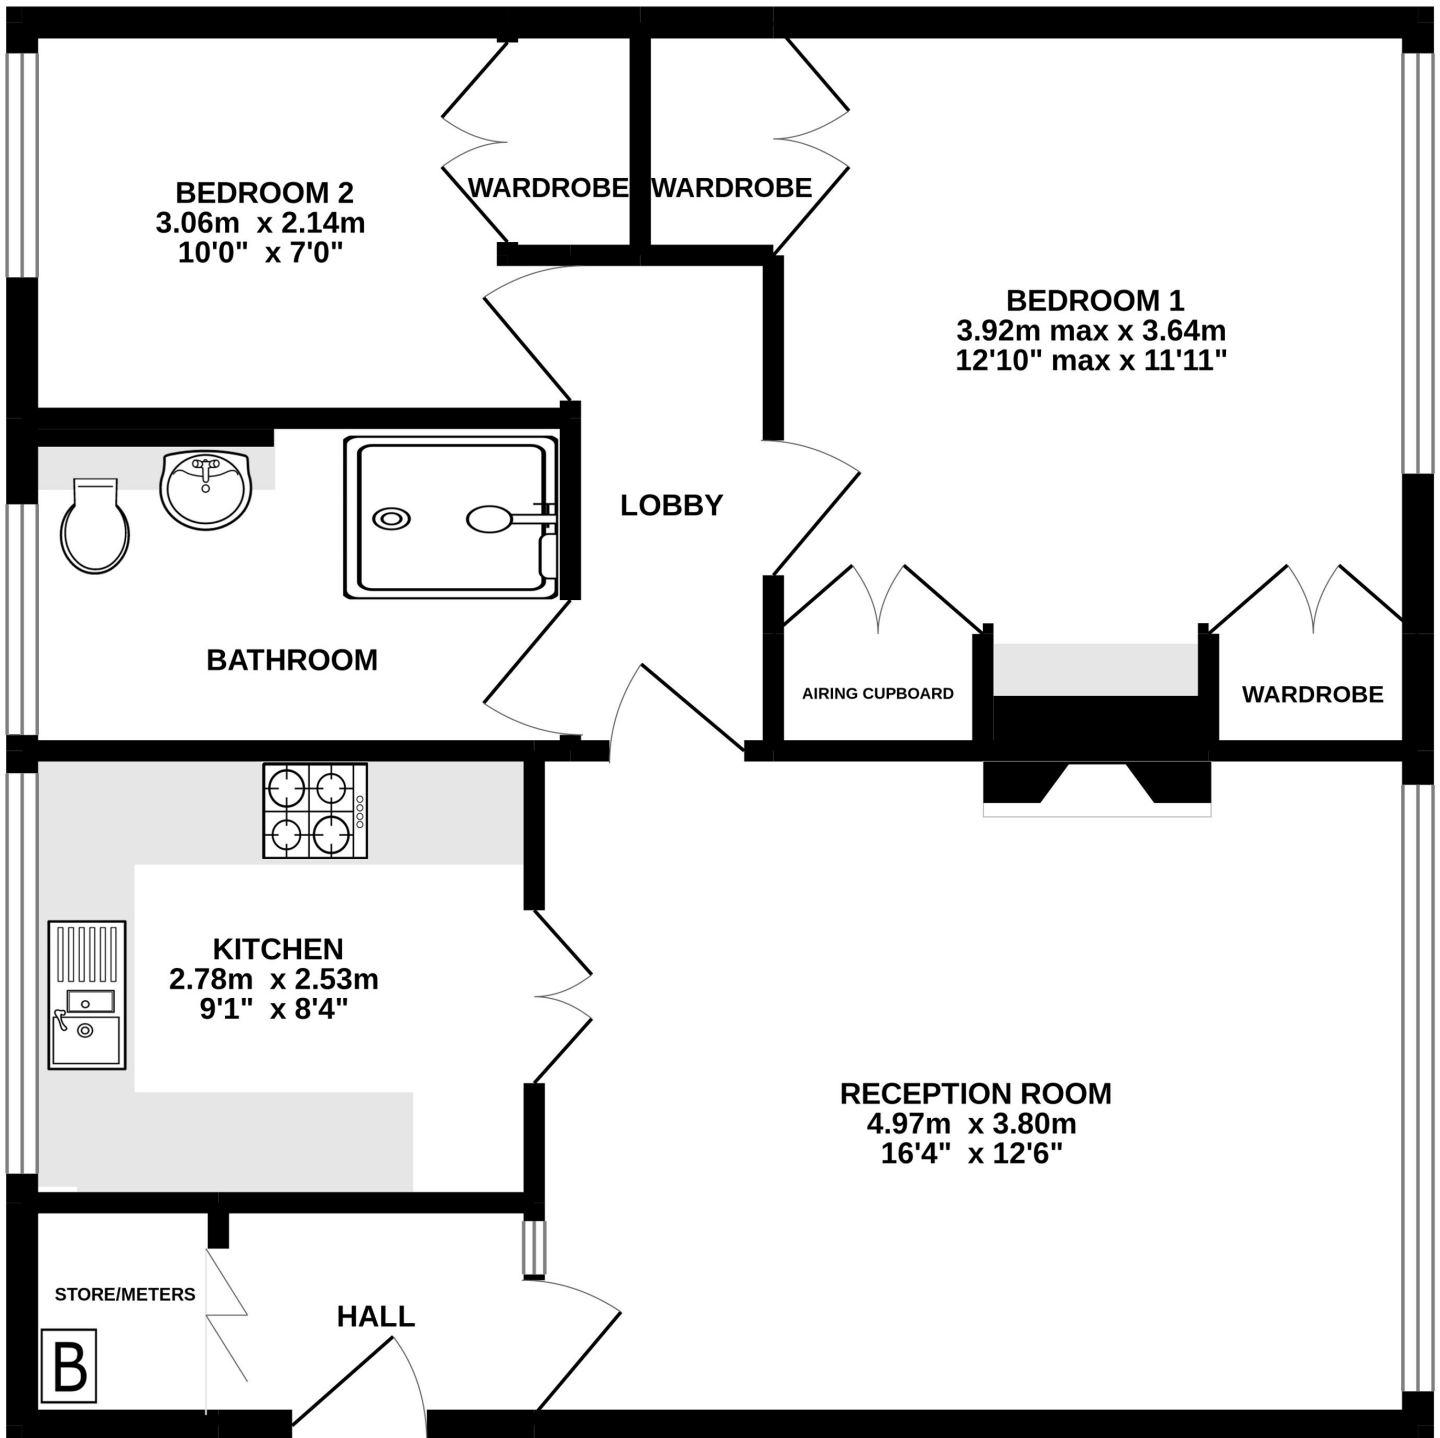 WARDROBE
WARDROBE
BEDROOM 2
3.06m  x 2.14m
10'0"  x 7'0"
BEDROOM 1
3.92m max x 3.64m
12'10" max x 11'11"
LOBBY
BATHROOM
AIRING CUPBOARD
WARDROBE
KITCHEN
2.78m  x 2.53m
9'1"  x 8'4"
RECEPTION ROOM
4.97m  x 3.80m
16'4"  x 12'6"
STORE/METERS
HALL
B